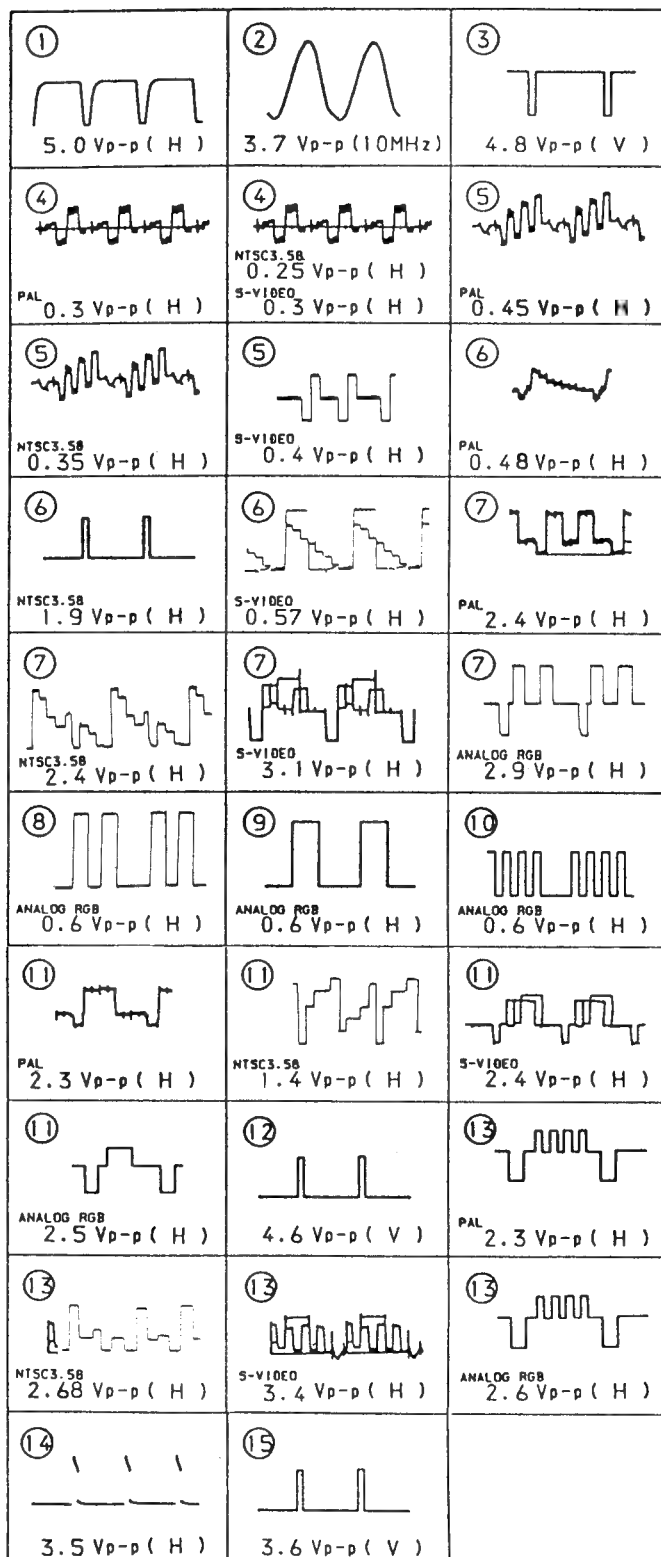 ① ② ③
5.0 Vp-p ( H ) 3.7 Vp-p (10MHz) 4.8 Vp-p ( V )
④ ④ ⑤
PAL 0.3 Vp-p ( H )
NTSC3.58
0.25 Vp-p ( H )
S-VIDEO 0.3 Vp-p ( H )
PAL 0.45 Vp-p ( H )
⑤ ⑤ ⑥
NTSC3.58
0.35 Vp-p ( H )
S-VIDEO
0.4 Vp-p ( H )
PAL
0.48 Vp-p ( H )
⑥ ⑥ ⑦
NTSC3.58
1.9 Vp-p ( H )
S-VIDEO
0.57 Vp-p ( H )
PAL
2.4 Vp-p ( H )
⑦ ⑦ ⑦
NTSC3.58
2.4 Vp-p ( H )
S-VIDEO
3.1 Vp-p ( H )
ANALOG RGB
2.9 Vp-p ( H )
⑧ ⑨ ⑩
ANALOG RGB
0.6 Vp-p ( H )
ANALOG RGB
0.6 Vp-p ( H )
ANALOG RGB
0.6 Vp-p ( H )
⑪ ⑪ ⑪
PAL
2.3 Vp-p ( H )
NTSC3.58
1.4 Vp-p ( H )
S-VIDEO
2.4 Vp-p ( H )
⑪ ⑫ ⑬
ANALOG RGB
2.5 Vp-p ( H )
4.6 Vp-p ( V )
PAL
2.3 Vp-p ( H )
⑬ ⑬ ⑬
NTSC3.58
2.68 Vp-p ( H )
S-VIDEO
3.4 Vp-p ( H )
ANALOG RGB
2.6 Vp-p ( H )
⑭ ⑮
3.5 Vp-p ( H ) 3.6 Vp-p ( V )